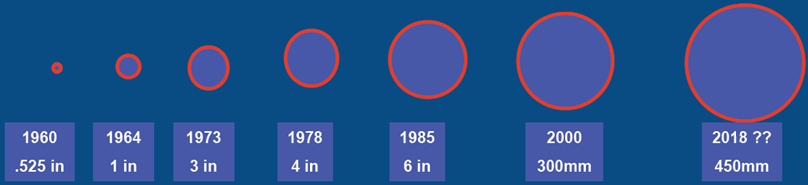 1960
.525 in
1964
1 in
1973
3 in
1978
4 in
1985
6 in
2000
300mm
2018 ??
450mm